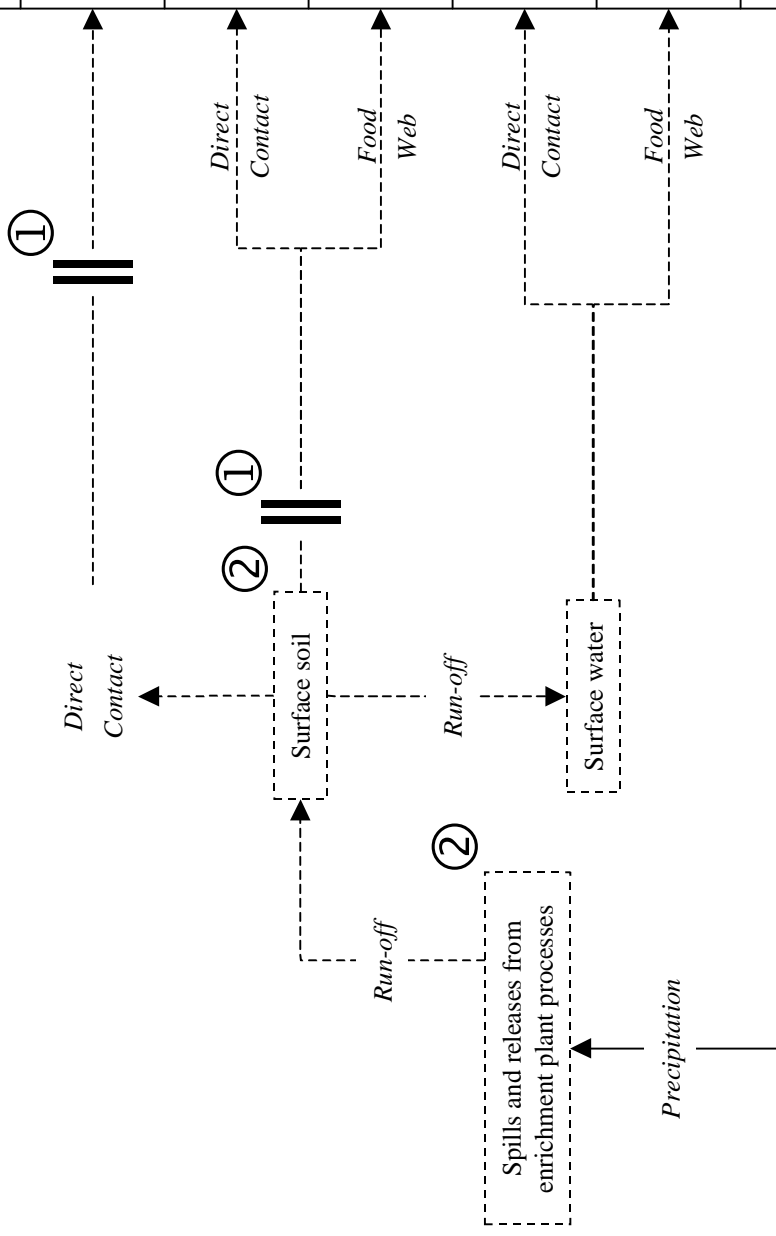 Precipitation
Spills and releases from
enrichment plant processes
②
Run-off
Surface soil
②
①
Direct
Contact
①
Run-off
Surface water
Direct
Contact
Food
Web
Direct
Contact
Food
Web